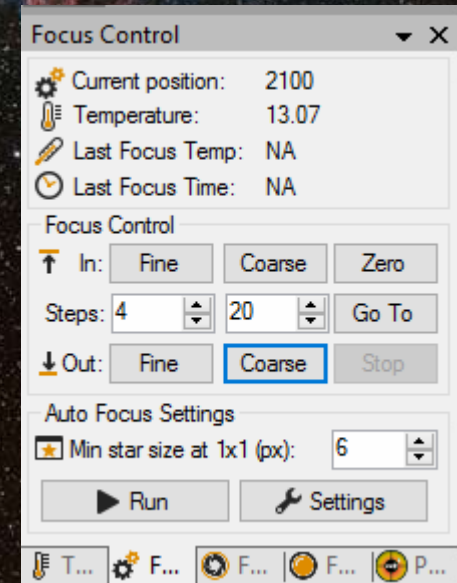 Focus Control
Current position: 2100
Temperature: 13.07
Last Focus Temp: NA
Last Focus Time: NA
Focus Control
In: Fine Coarse Zero
Steps: 4 20 Go To
Out: Fine Coarse Stop
Auto Focus Settings
Min star size at 1x1 (px): 6
Run Settings
T... F... F... F... P...